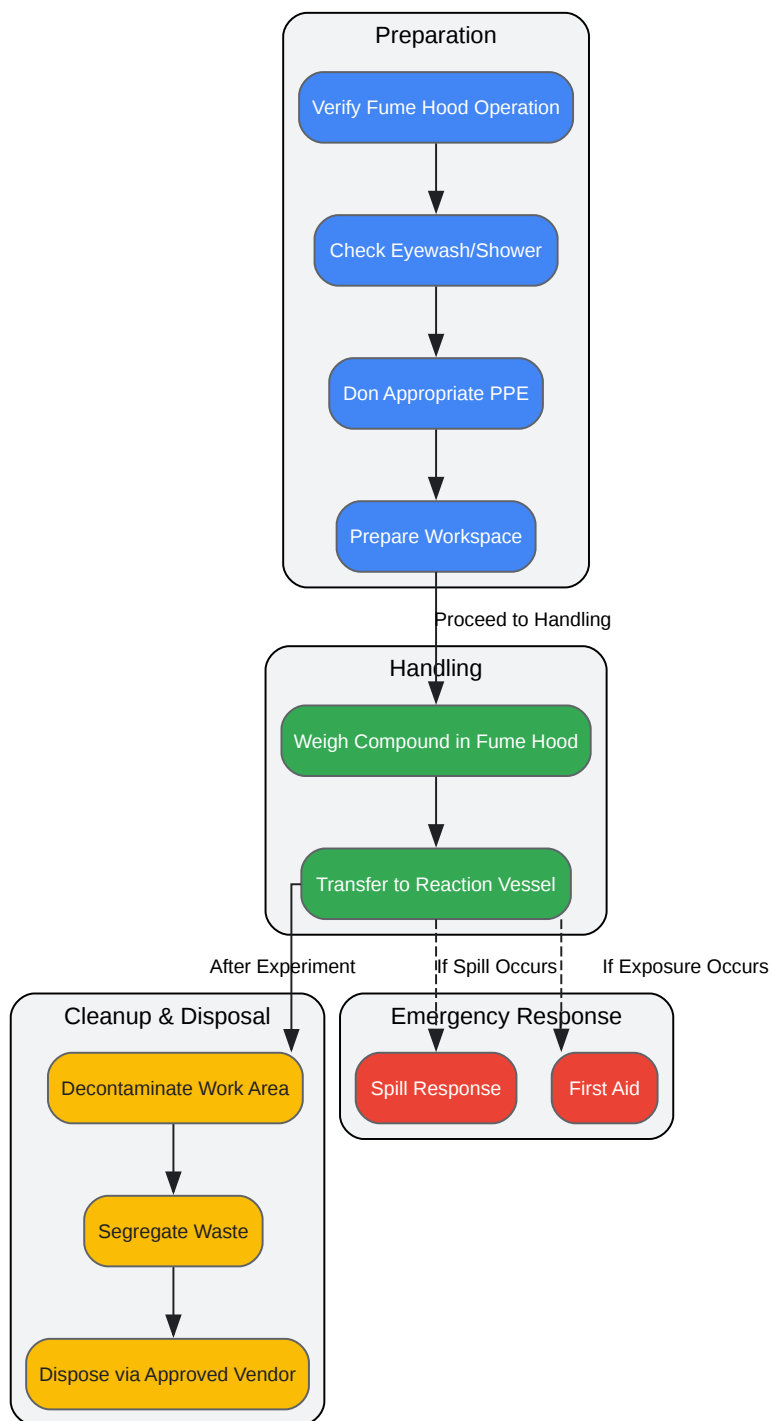 Preparation
Verify Fume Hood Operation
Check Eyewash/Shower
Don Appropriate PPE
Prepare Workspace
Proceed to Handling
Handling
Weigh Compound in Fume Hood
Transfer to Reaction Vessel
After Experiment
If Spill Occurs
If Exposure Occurs
Cleanup & Disposal
Emergency Response
Decontaminate Work Area
Spill Response
First Aid
Segregate Waste
Dispose via Approved Vendor